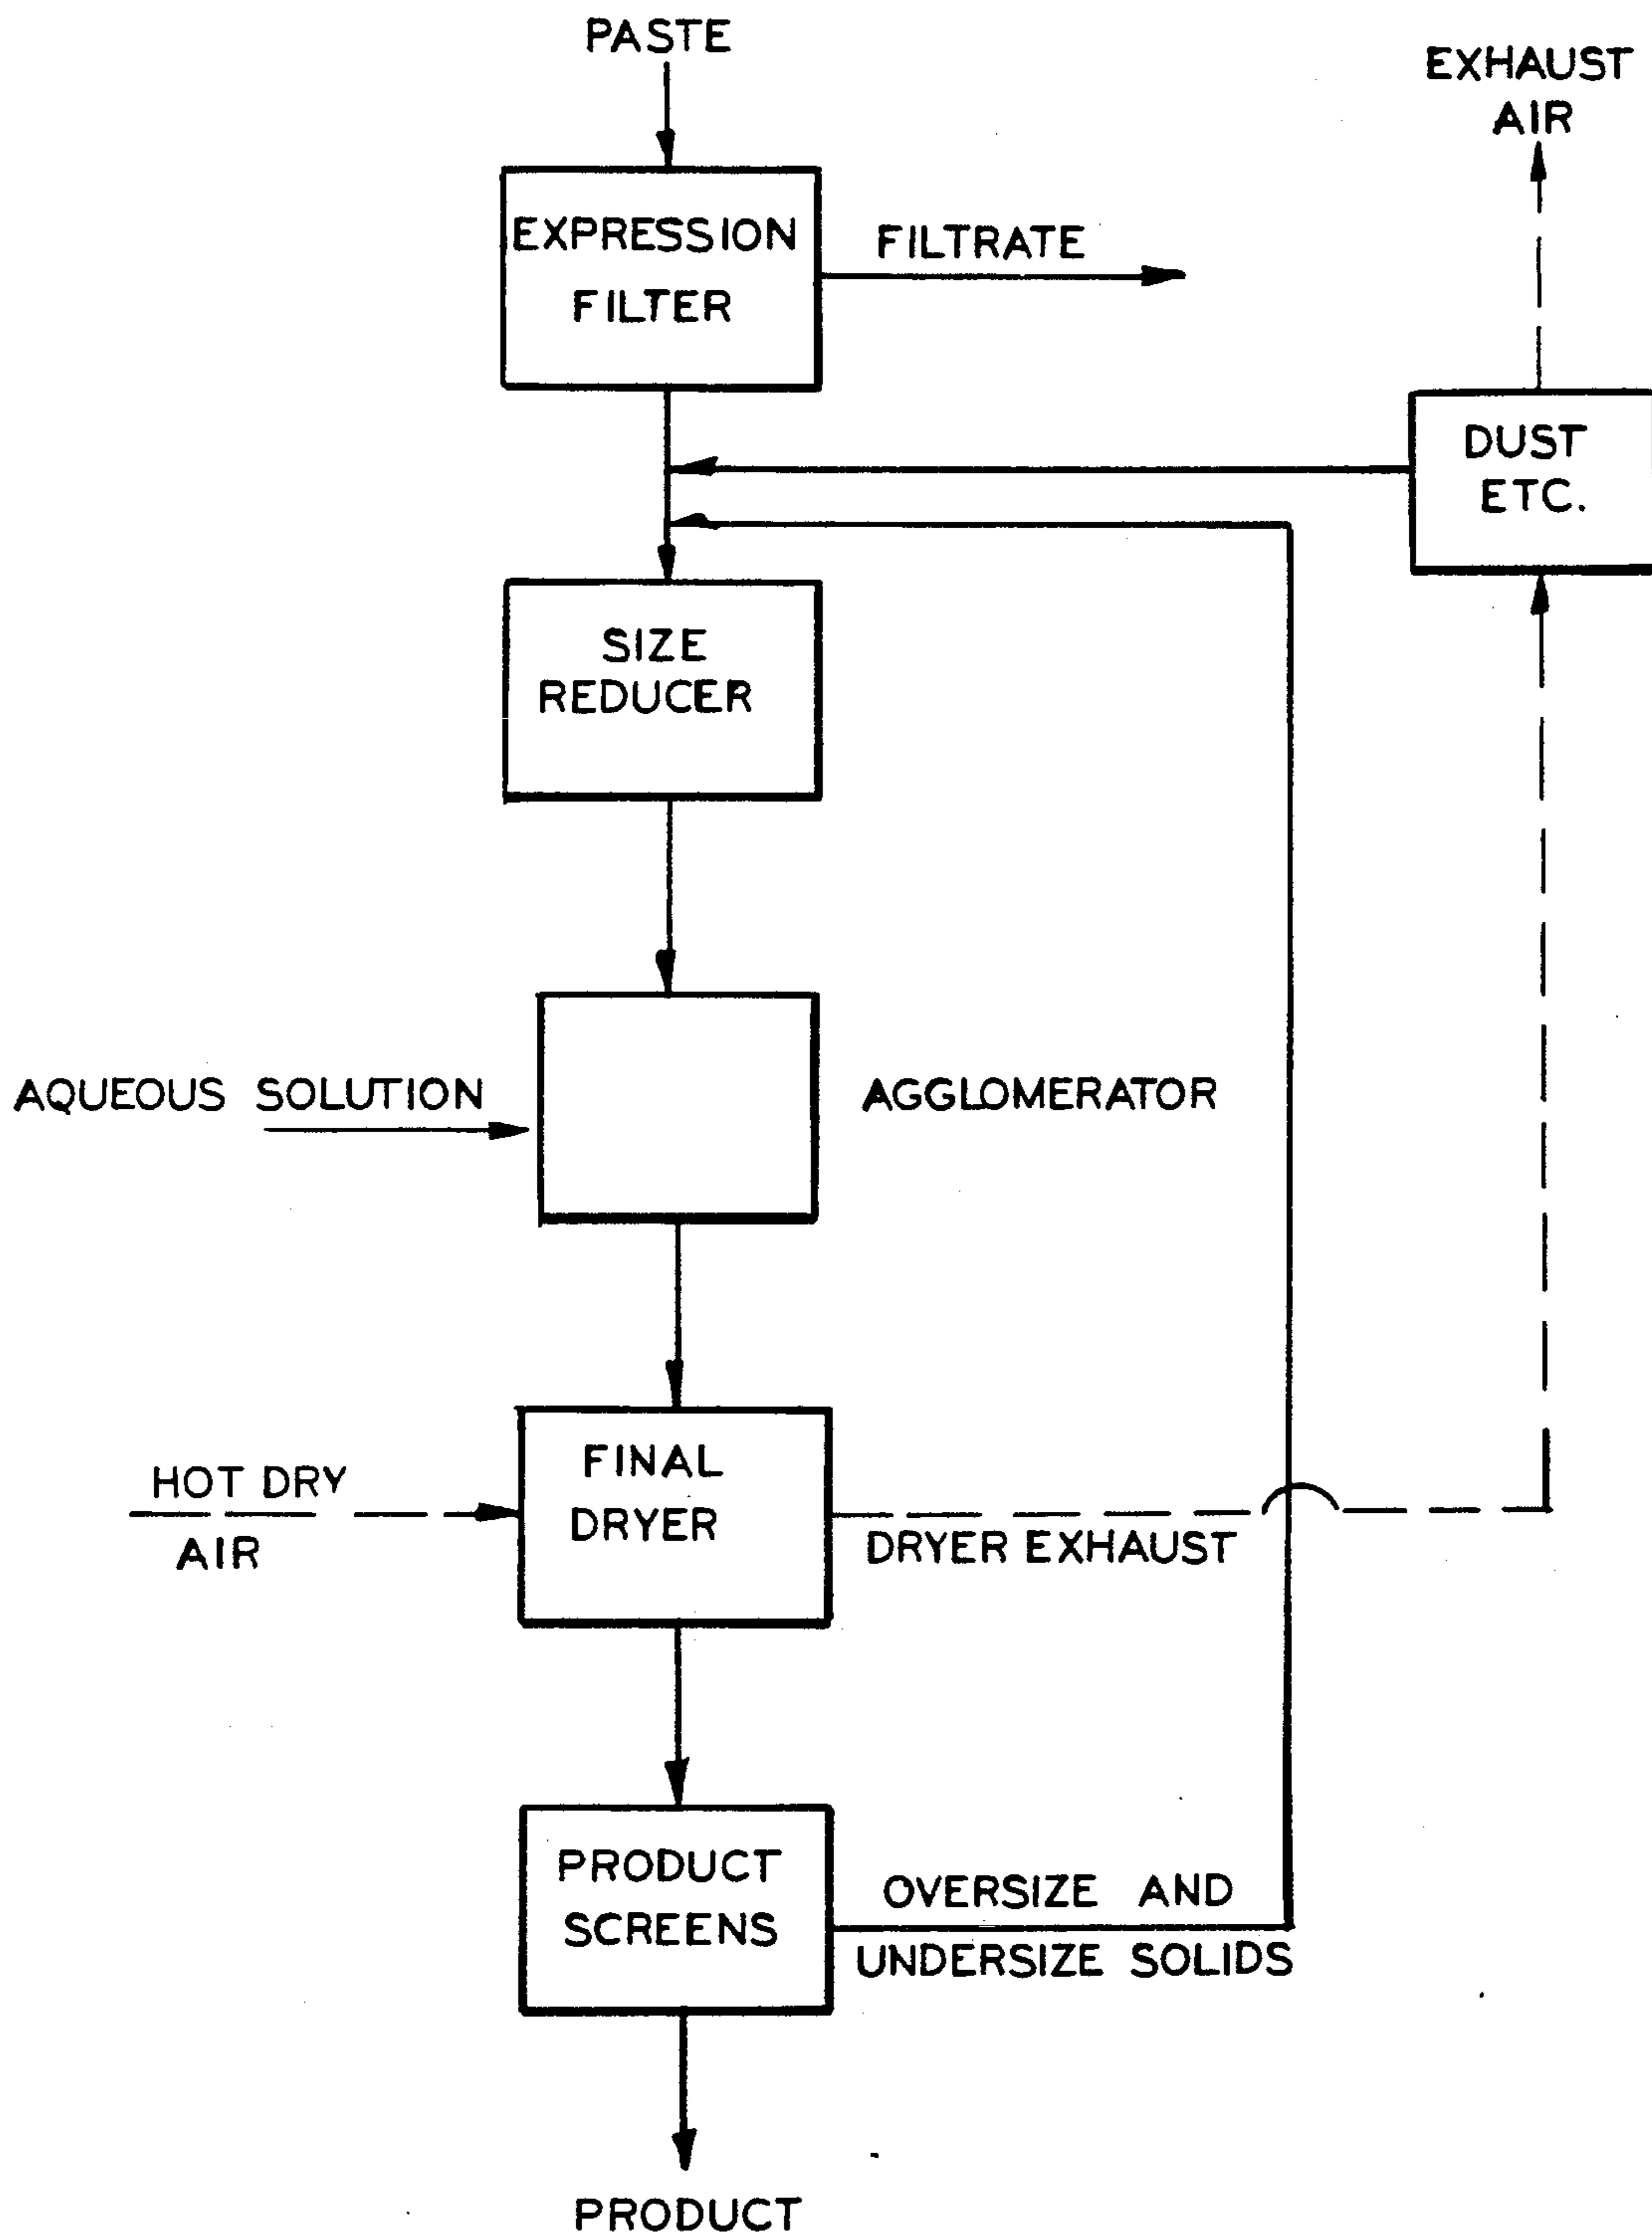 PASTE
EXHAUST
AIR
EXPRESSION
FILTER
FILTRATE
DUST
ETC.
SIZE
REDUCER
AQUEOUS SOLUTION
AGGLOMERATOR
HOT DRY
AIR
FINAL
DRYER
DRYER EXHAUST
PRODUCT
SCREENS
OVERSIZE AND
UNDERSIZE SOLIDS
PRODUCT